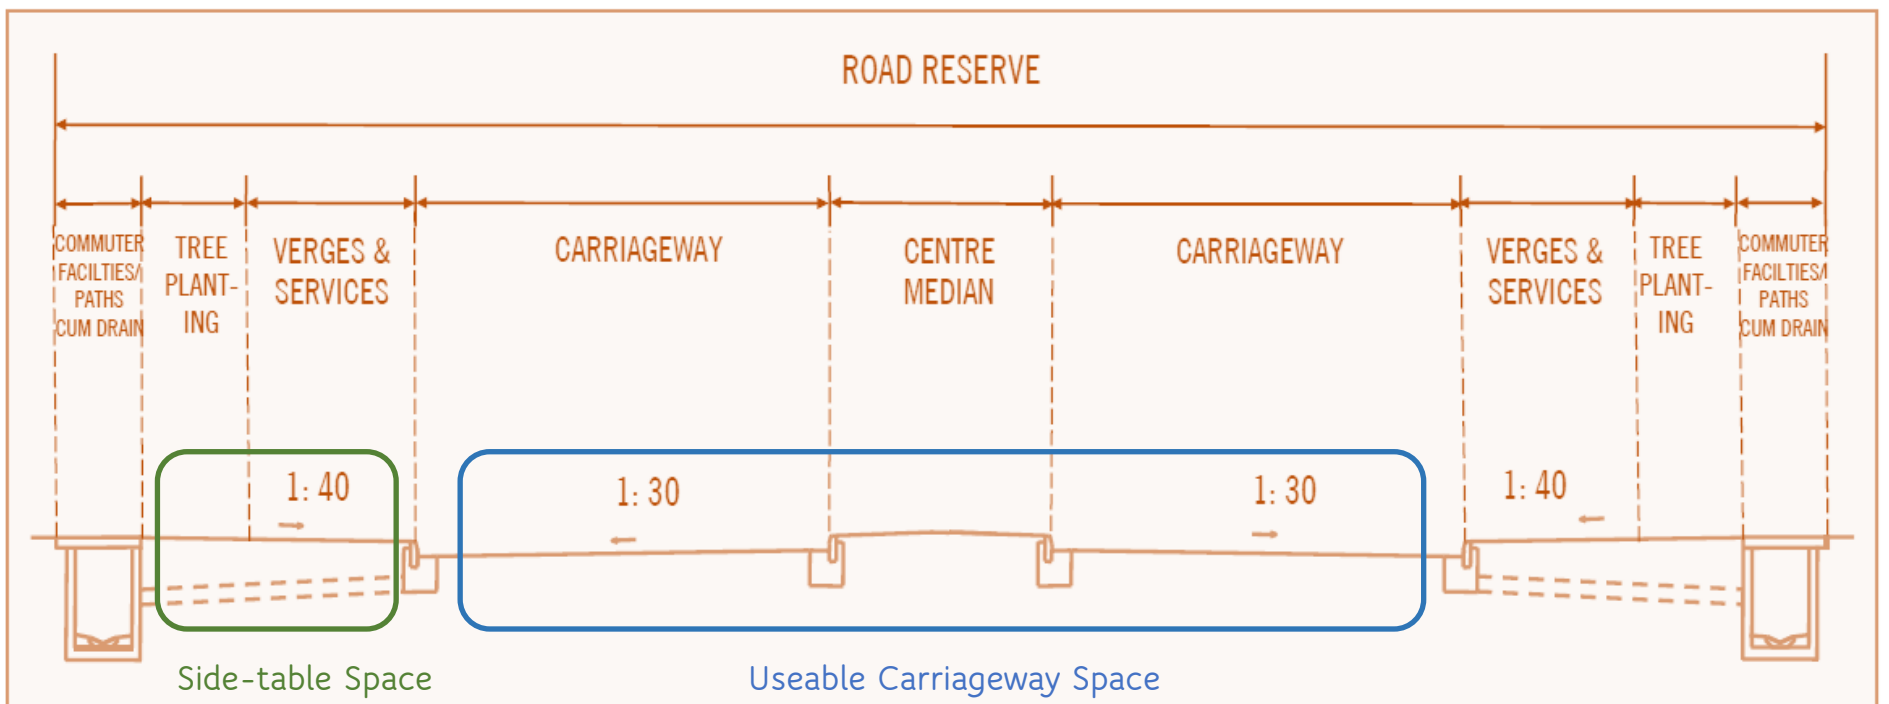 ROAD RESERVE
COMMUTER
FACILTIES/
PATHS
CUM DRAIN
TREE
PLANT-
ING
VERGES &
SERVICES
CARRIAGEWAY
CENTRE
MEDIAN
CARRIAGEWAY
VERGES &
SERVICES
TREE
PLANT-
ING
COMMUTER
FACILTIES/
PATHS
CUM DRAIN
1: 40
1: 30
1: 30
1: 40
Side-table Space
Useable Carriageway Space